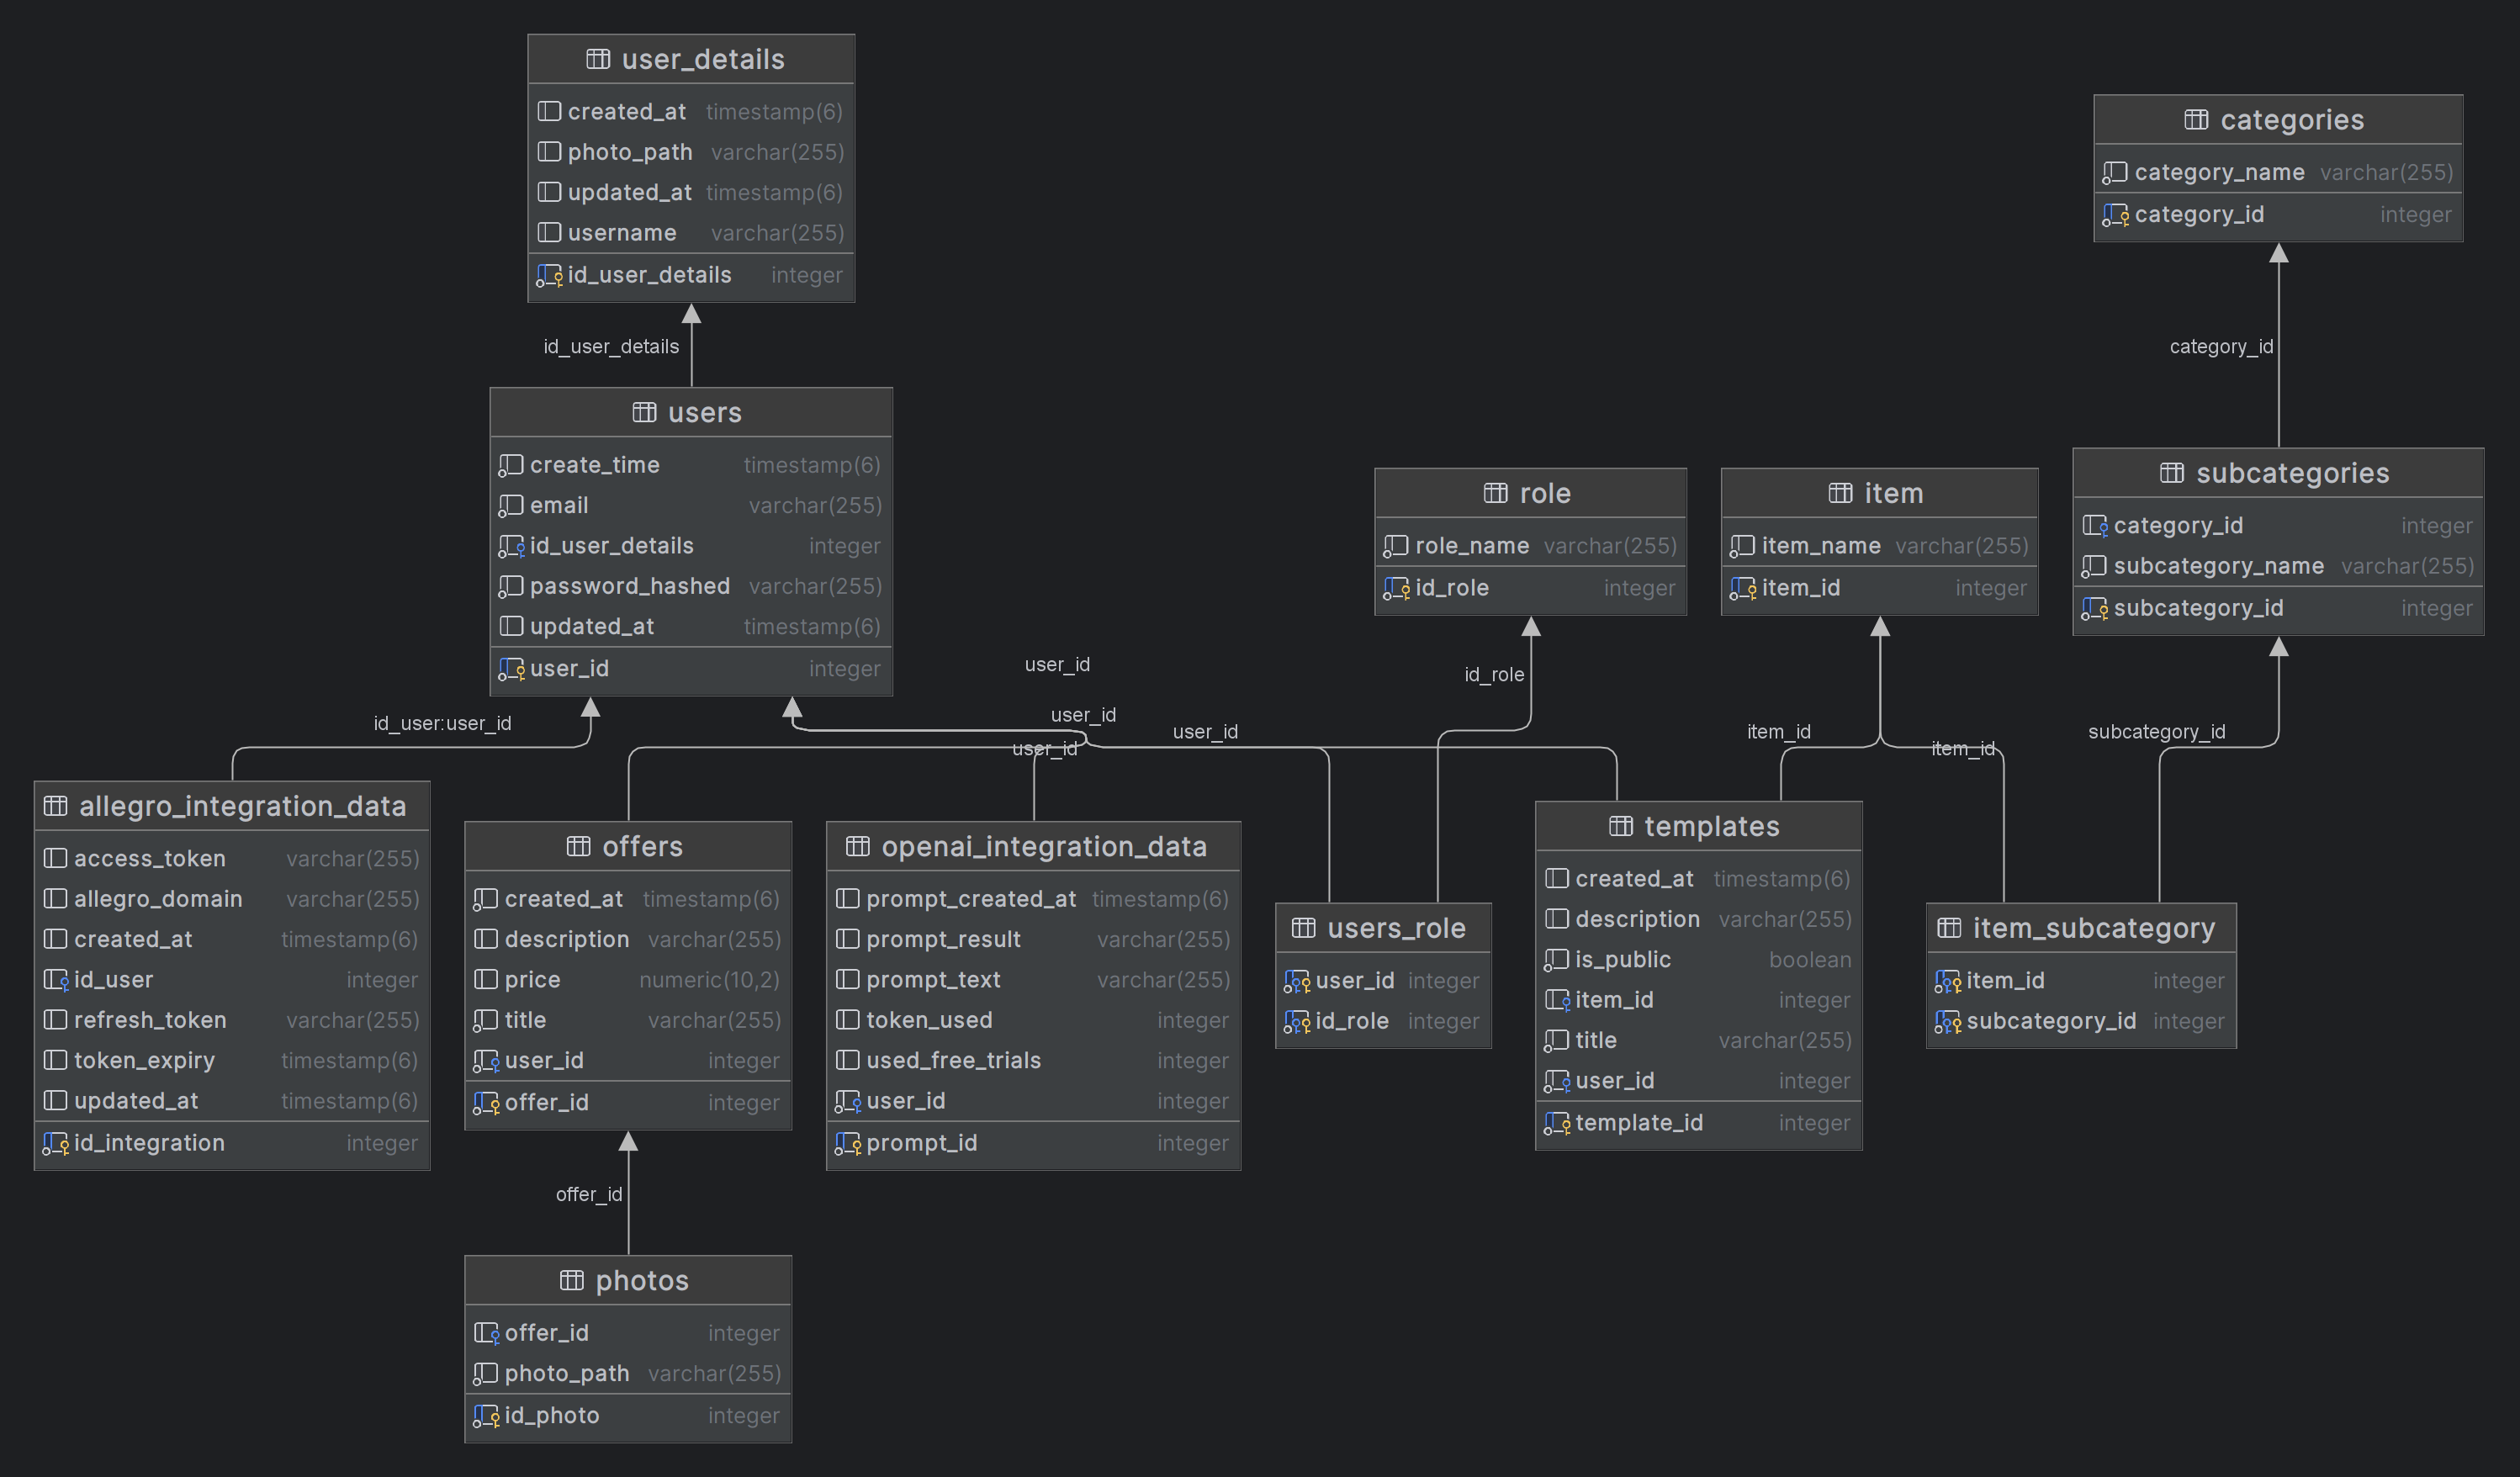 user_details
created_at timestamp(6)
photo_path varchar(255)
updated_at timestamp(6)
username varchar(255)
id_user_details integer
categories
category_name varchar(255)
category_id integer
id_user_details
category_id
users
create_time timestamp(6)
email varchar(255)
id_user_details integer
password_hashed varchar(255)
updated_at timestamp(6)
user_id integer
role
role_name varchar(255)
id_role integer
item
item_name varchar(255)
item_id integer
subcategories
category_id integer
subcategory_name varchar(255)
subcategory_id integer
id_user:user_id
user_id
user_id
user_id
user_id
id_role
item_id
item_id
subcategory_id
allegro_integration_data
access_token varchar(255)
allegro_domain varchar(255)
created_at timestamp(6)
id_user integer
refresh_token varchar(255)
token_expiry timestamp(6)
updated_at timestamp(6)
id_integration integer
offers
created_at timestamp(6)
description varchar(255)
price numeric(10,2)
title varchar(255)
user_id integer
offer_id integer
openai_integration_data
prompt_created_at timestamp(6)
prompt_result varchar(255)
prompt_text varchar(255)
token_used integer
used_free_trials integer
user_id integer
prompt_id integer
users_role
user_id integer
id_role integer
templates
created_at timestamp(6)
description varchar(255)
is_public boolean
item_id integer
title varchar(255)
user_id integer
template_id integer
item_subcategory
item_id integer
subcategory_id integer
offer_id
photos
offer_id integer
photo_path varchar(255)
id_photo integer